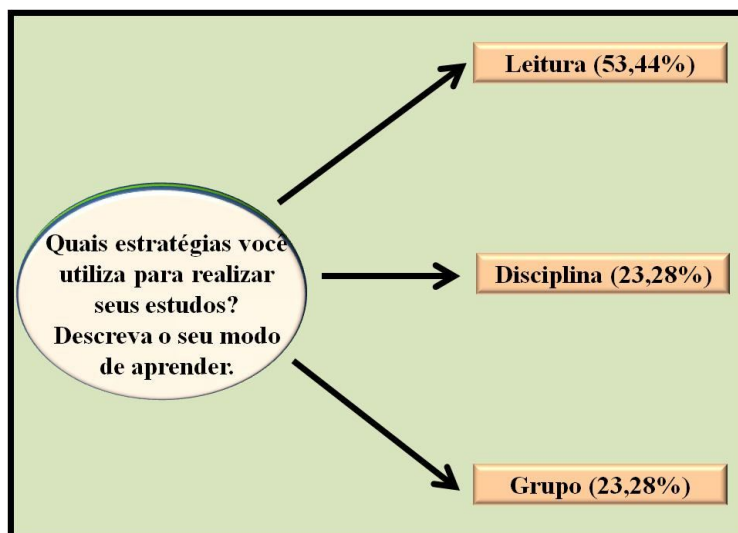 Quais estratégias você
utiliza para realizar
seus estudos?
Descreva o seu modo
de aprender.
Leitura (53,44%)
Disciplina (23,28%)
Grupo (23,28%)